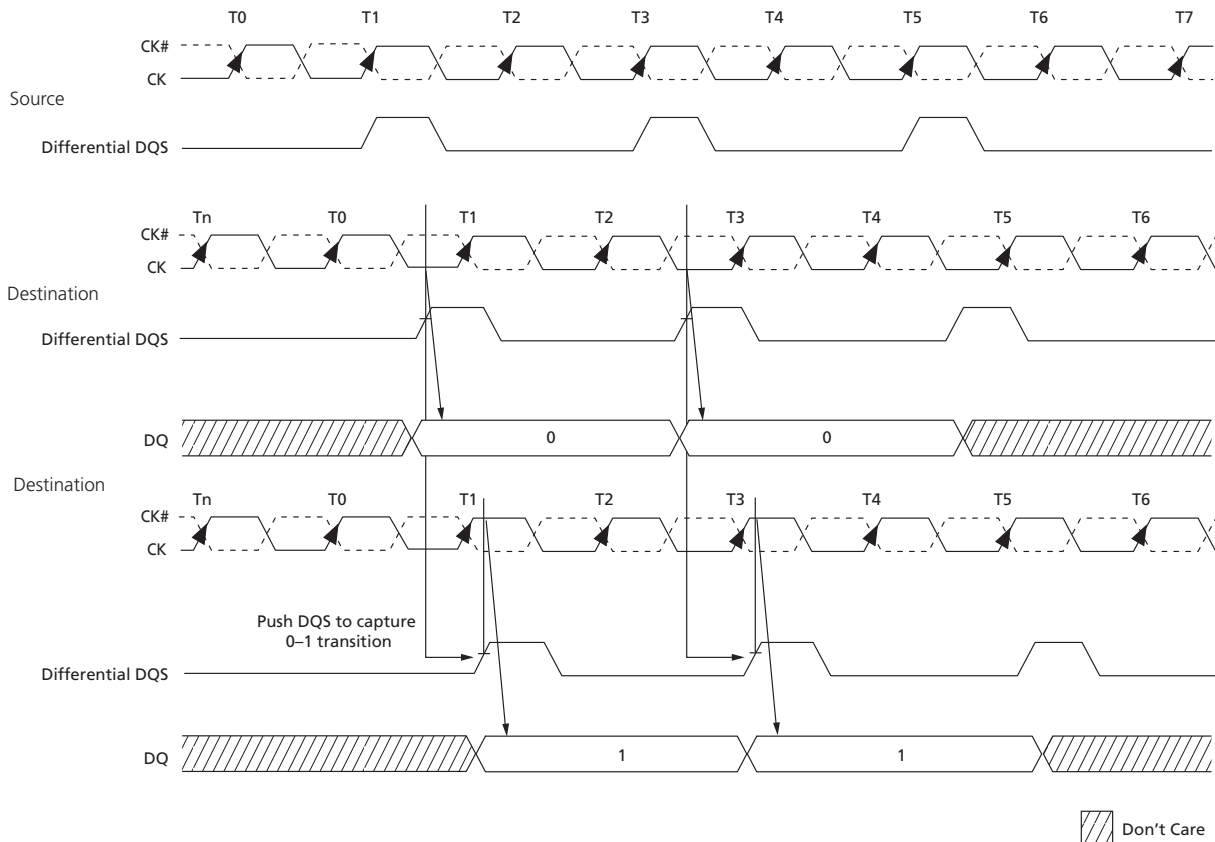 T0 T1 T2 T3 T4 T5 T6 T7
CK#
CK
Source
Differential DQS
Tn T0 T1 T2 T3 T4 T5 T6
CK#
CK
Destination
Differential DQS
DQ 0 0
Destination
Tn T0 T1 T2 T3 T4 T5 T6
CK#
CK
Push DQS to capture
0–1 transition
Differential DQS
DQ 1 1
Don't Care